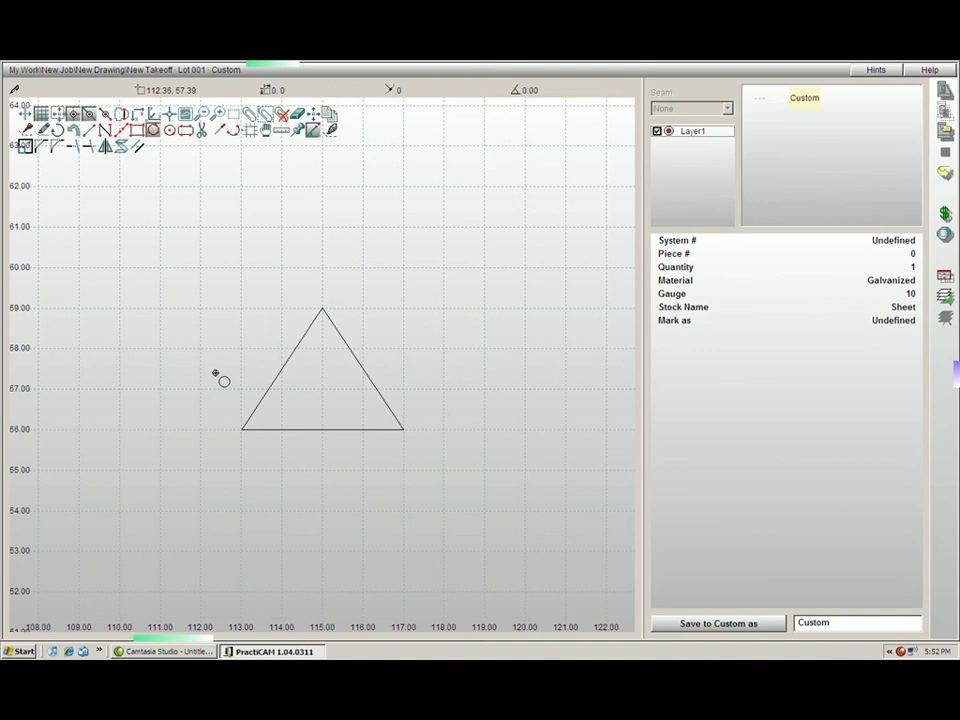 My Work\New Job\New Drawing\New Takeoff - Lot 001 - Custom
Hints
Help
112.36, 57.39
0, 0
0
0.00
Seam
None
Layer1
Custom
64.00
63.00
62.00
61.00
60.00
59.00
58.00
57.00
56.00
55.00
54.00
53.00
52.00
108.00 109.00 110.00 111.00 112.00 113.00 114.00 115.00 116.00 117.00 118.00 119.00 120.00 121.00 122.00
System # Undefined
Piece # 0
Quantity 1
Material Galvanized
Gauge 10
Stock Name Sheet
Mark as Undefined
Save to Custom as
Custom
Start
»
Camtasia Studio - Untitle...
PractiCAM 1.04.0311
«
5:52 PM